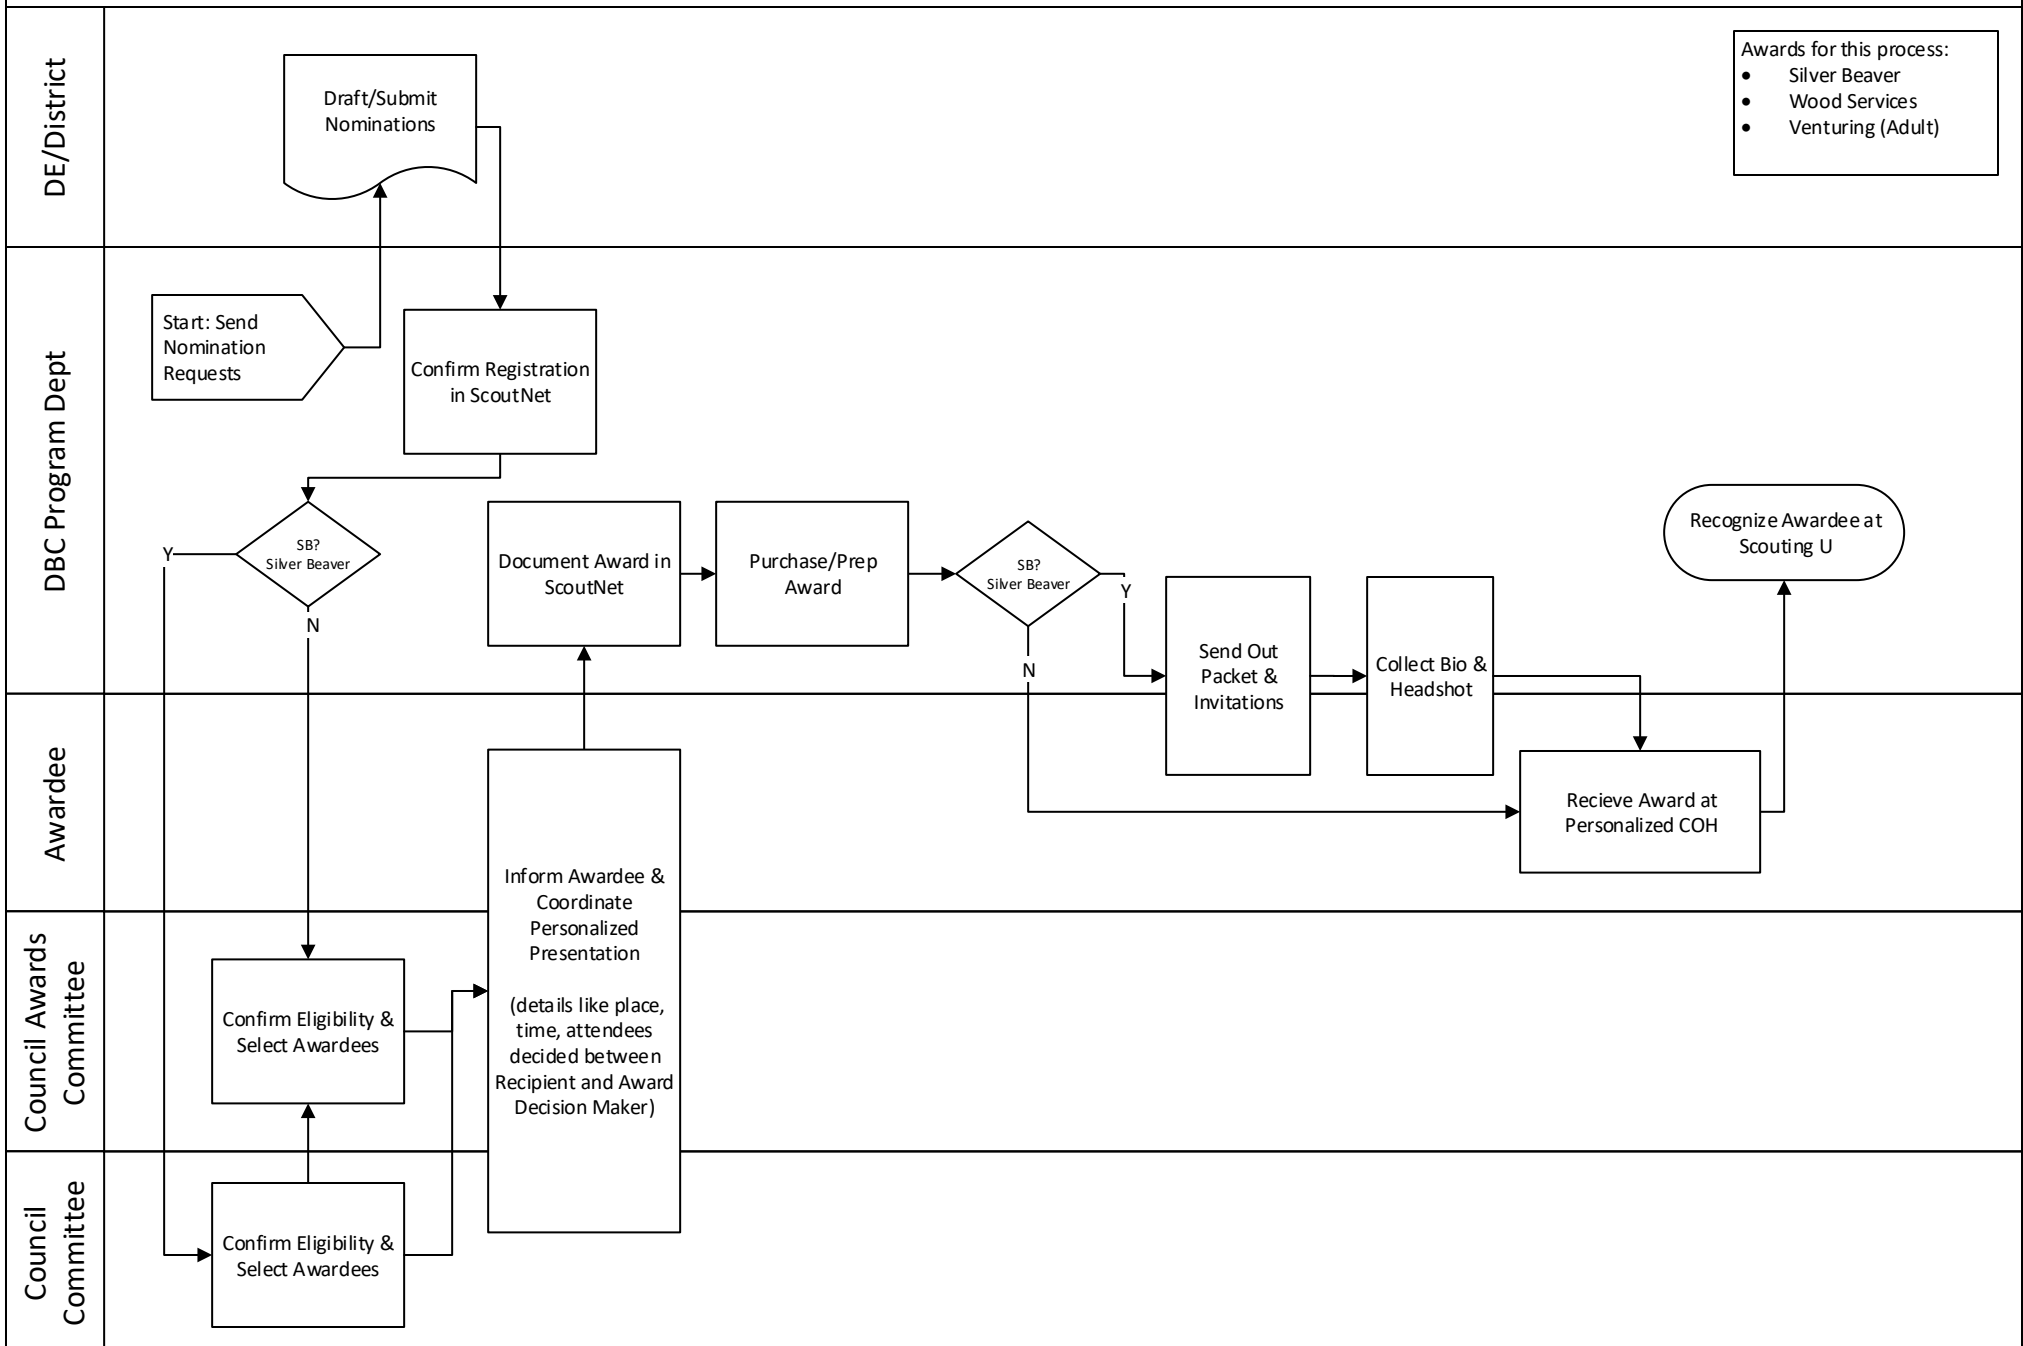 DE/District
Draft/Submit
Nominations
Awards for this process:
• Silver Beaver
• Wood Services
• Venturing (Adult)
DBC Program Dept
Start: Send
Nomination
Requests
Confirm Registration
in ScoutNet
SB?
Silver Beaver
Y
N
Document Award in
ScoutNet
Purchase/Prep
Award
SB?
Silver Beaver
Y
N
Send Out
Packet &
Invitations
Collect Bio &
Headshot
Recognize Awardee at
Scouting U
Awardee
Recieve Award at
Personalized COH
Inform Awardee &
Coordinate
Personalized
Presentation
(details like place,
time, attendees
decided between
Recipient and Award
Decision Maker)
Council Awards
Committee
Confirm Eligibility &
Select Awardees
Council
Committee
Confirm Eligibility &
Select Awardees